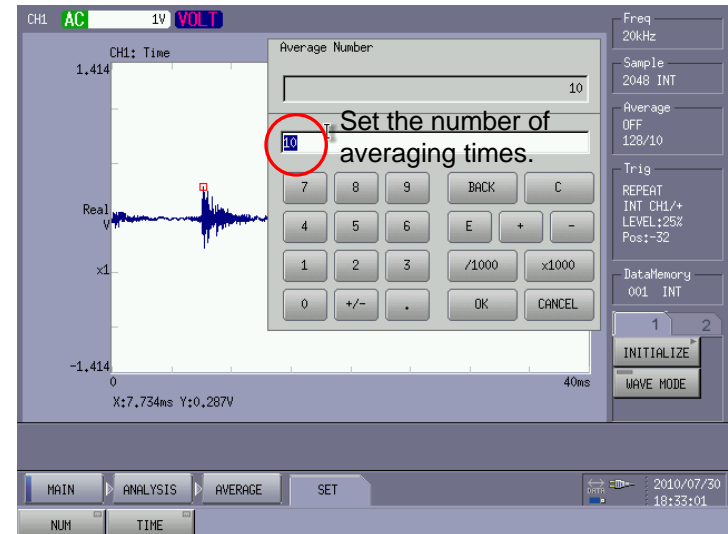 CH1 AC 1V VOLT
CH1: Time
1.414
Real
V
x1
-1.414
0
40ms
X:7.734ms Y:0.287V
Average Number
10
10
Set the number of
averaging times.
7 8 9 BACK C
4 5 6 E + -
1 2 3 /1000 x1000
0 +/- . OK CANCEL
Freq
20kHz
Sample
2048 INT
Average
OFF
128/10
Trig
REPEAT
INT CH1/+
LEVEL:25%
Pos:-32
DataMemory
001 INT
1 2
INITIALIZE
WAVE MODE
MAIN ANALYSIS AVERAGE SET
DATA
2010/07/30
18:33:01
NUM TIME